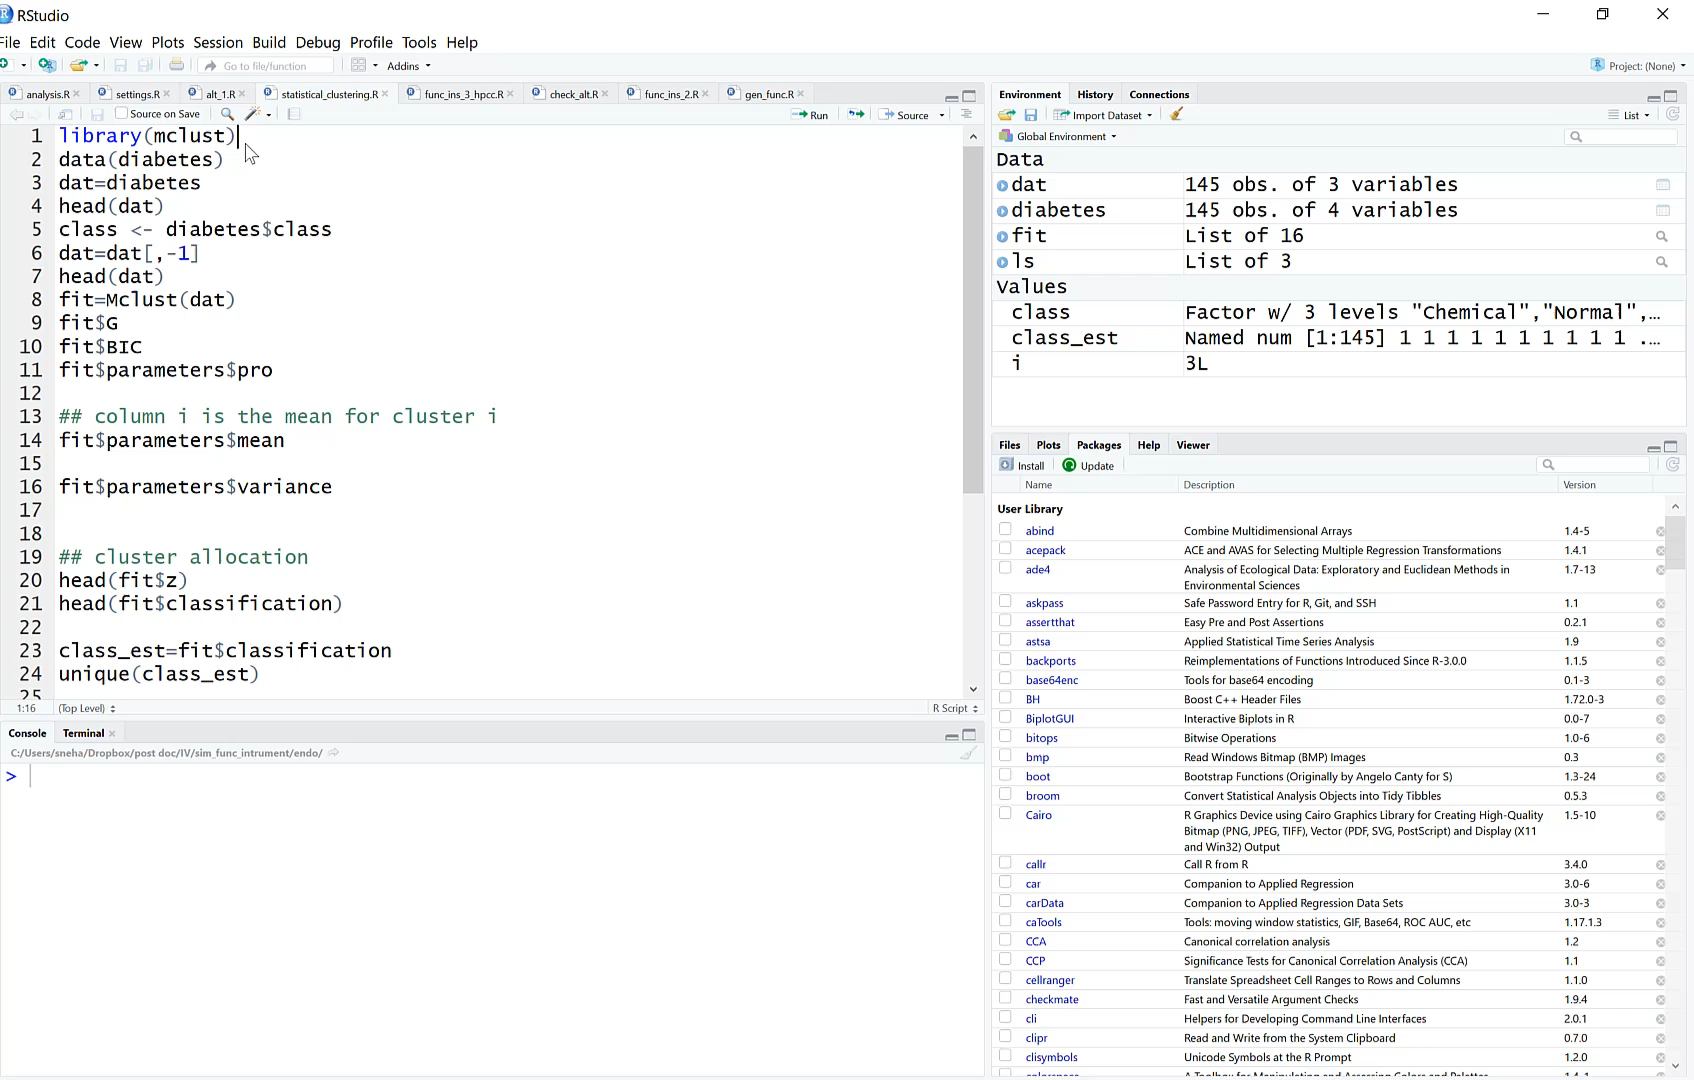 RStudio
File Edit Code View Plots Session Build Debug Profile Tools Help
Go to file/function Addins Project: (None)
analysis.R settings.R alt_1.R statistical_clustering.R func_ins_3_hpcc.R check_alt.R func_ins_2.R gen_func.R
Source on Save Run Source
1 library(mclust)
2 data(diabetes)
3 dat=diabetes
4 head(dat)
5 class <- diabetes$class
6 dat=dat[,-1]
7 head(dat)
8 fit=Mclust(dat)
9 fit$G
10 fit$BIC
11 fit$parameters$pro
12
13 ## column i is the mean for cluster i
14 fit$parameters$mean
15
16 fit$parameters$variance
17
18
19 ## cluster allocation
20 head(fit$z)
21 head(fit$classification)
22
23 class_est=fit$classification
24 unique(class_est)
25
1:16 (Top Level) R Script
Console Terminal
C:/Users/sneha/Dropbox/post doc/IV/sim_func_intrument/endo/
>
Environment History Connections
Import Dataset List
Global Environment
Data
dat 145 obs. of 3 variables
diabetes 145 obs. of 4 variables
fit List of 16
ls List of 3
Values
class Factor w/ 3 levels "Chemical","Normal",…
class_est Named num [1:145] 1 1 1 1 1 1 1 1 1 1 …
i 3L
Files Plots Packages Help Viewer
Install Update
Name Description Version
User Library
abind Combine Multidimensional Arrays 1.4-5
acepack ACE and AVAS for Selecting Multiple Regression Transformations 1.4.1
ade4 Analysis of Ecological Data: Exploratory and Euclidean Methods in 1.7-13
Environmental Sciences
askpass Safe Password Entry for R, Git, and SSH 1.1
assertthat Easy Pre and Post Assertions 0.2.1
astsa Applied Statistical Time Series Analysis 1.9
backports Reimplementations of Functions Introduced Since R-3.0.0 1.1.5
base64enc Tools for base64 encoding 0.1-3
BH Boost C++ Header Files 1.72.0-3
BiplotGUI Interactive Biplots in R 0.0-7
bitops Bitwise Operations 1.0-6
bmp Read Windows Bitmap (BMP) Images 0.3
boot Bootstrap Functions (Originally by Angelo Canty for S) 1.3-24
broom Convert Statistical Analysis Objects into Tidy Tibbles 0.5.3
Cairo R Graphics Device using Cairo Graphics Library for Creating High-Quality 1.5-10
Bitmap (PNG, JPEG, TIFF), Vector (PDF, SVG, PostScript) and Display (X11
and Win32) Output
callr Call R from R 3.4.0
car Companion to Applied Regression 3.0-6
carData Companion to Applied Regression Data Sets 3.0-3
caTools Tools: moving window statistics, GIF, Base64, ROC AUC, etc 1.17.1.3
CCA Canonical correlation analysis 1.2
CCP Significance Tests for Canonical Correlation Analysis (CCA) 1.1
cellranger Translate Spreadsheet Cell Ranges to Rows and Columns 1.1.0
checkmate Fast and Versatile Argument Checks 1.9.4
cli Helpers for Developing Command Line Interfaces 2.0.1
clipr Read and Write from the System Clipboard 0.7.0
clisymbols Unicode Symbols at the R Prompt 1.2.0